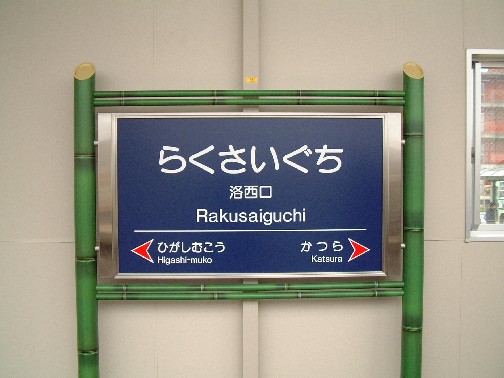 らくさいぐち
洛西口
Rakusaiguchi
ひがしむこう かつら
Higashi-muko Katsura